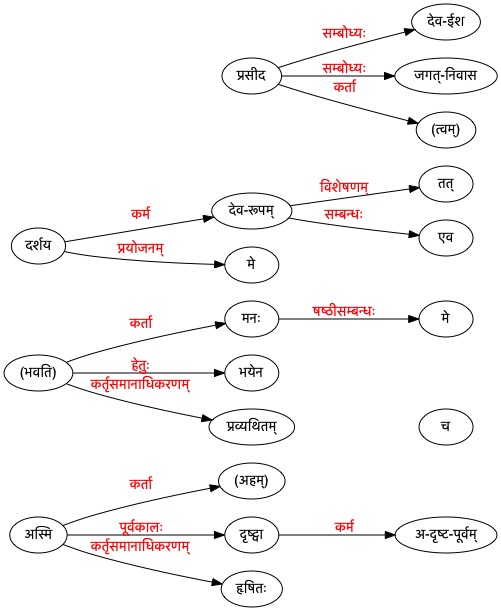 देव-ईश
सम्बोध्यः
प्रसीद
सम्बोध्यः
जगत्-निवास
कर्ता
(त्वम्)
तत्
विशेषणम्
देव-रूपम्
कर्म
सम्बन्धः
एव
दर्शय
प्रयोजनम्
मे
कर्ता
मनः
षष्ठीसम्बन्धः
मे
(भवति)
हेतुः
भयेन
कर्तृसमानाधिकरणम्
प्रव्यथितम्
च
कर्ता
(अहम्)
अस्मि
पूर्वकालः
दृष्ट्वा
कर्म
अ-दृष्ट-पूर्वम्
कर्तृसमानाधिकरणम्
हृषितः